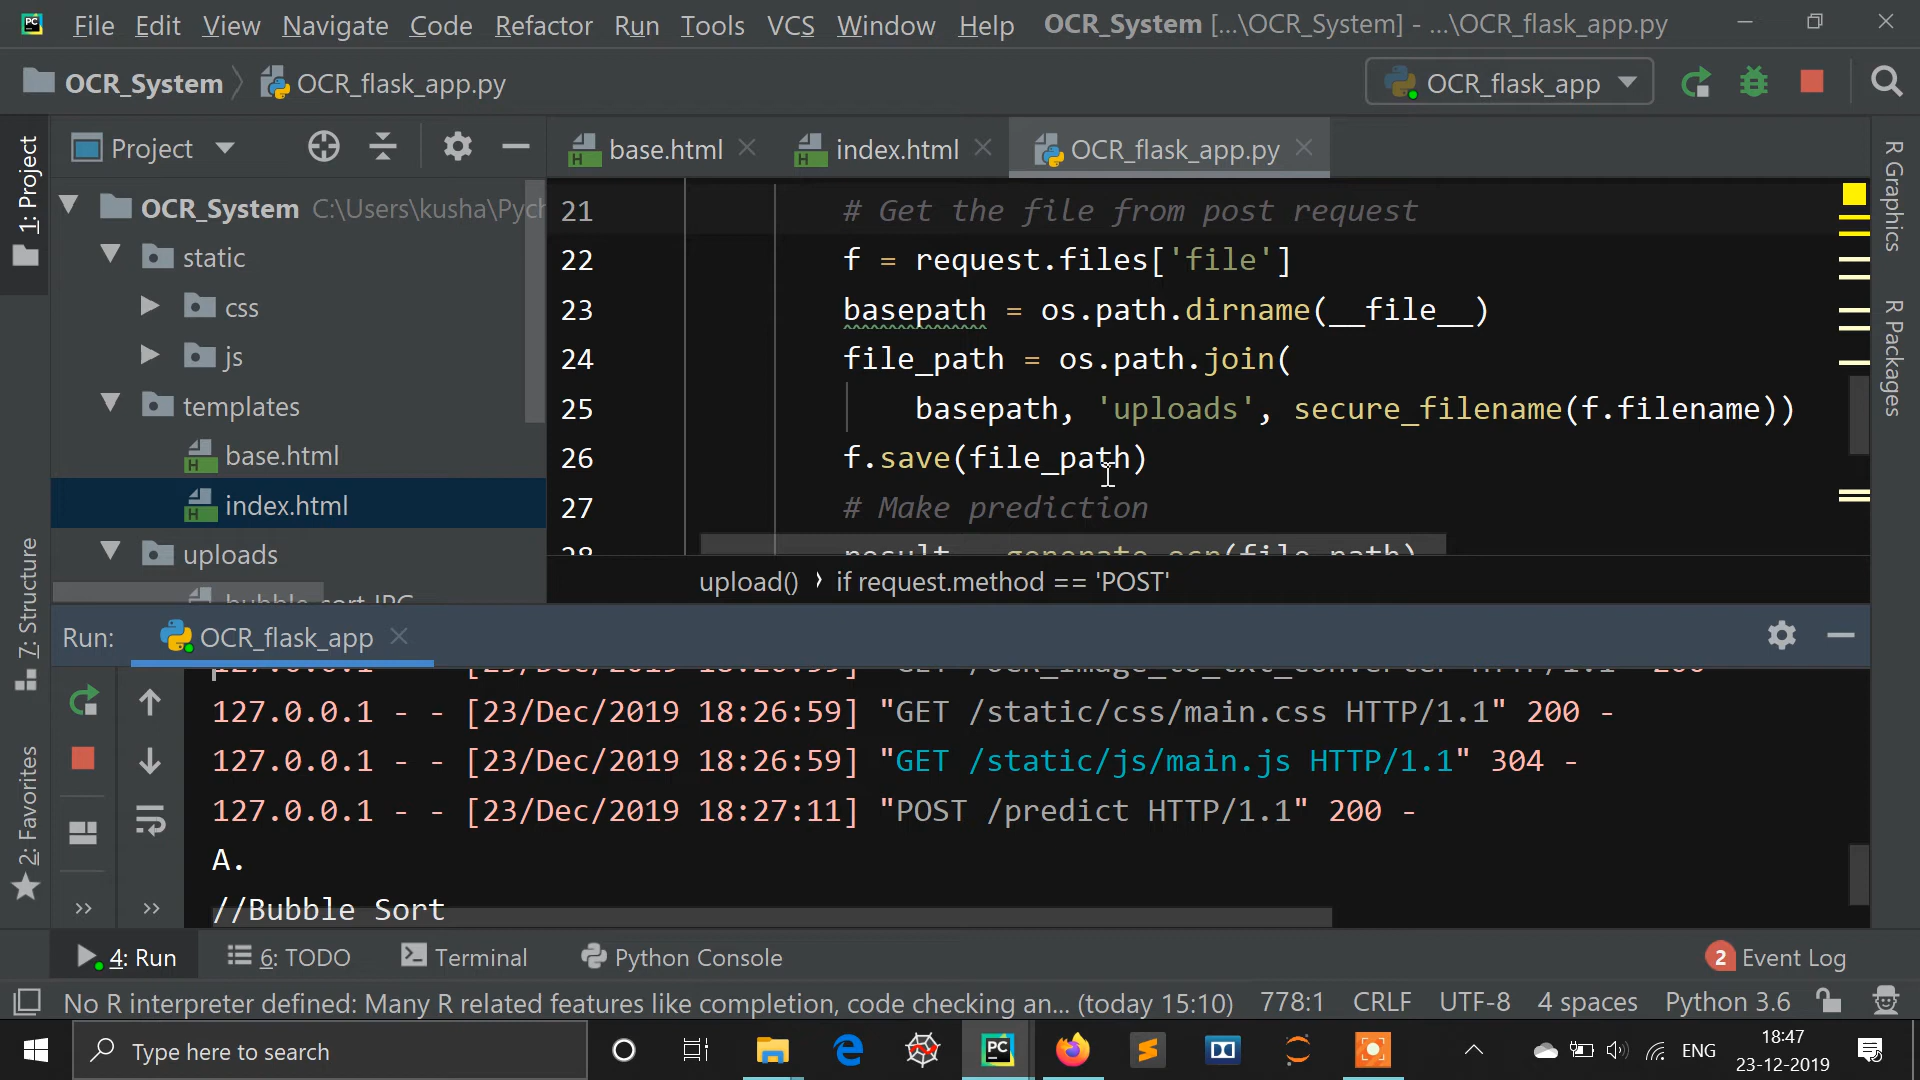 File Edit View Navigate Code Refactor Run Tools VCS Window Help OCR_System [...\OCR_System] - ...\OCR_flask_app.py
OCR_System OCR_flask_app.py OCR_flask_app
1: Project
Project
base.html index.html OCR_flask_app.py
OCR_System C:\Users\kusha\Pych
static
css
js
templates
base.html
index.html
uploads
21 # Get the file from post request
22 f = request.files['file']
23 basepath = os.path.dirname(__file__)
24 file_path = os.path.join(
25 basepath, 'uploads', secure_filename(f.filename))
26 f.save(file_path)
27 # Make prediction
28 result = generate_ocr(file_path)
upload() › if request.method == 'POST'
R Graphics
R Packages
7: Structure
2: Favorites
Run: OCR_flask_app
127.0.0.1 - - [23/Dec/2019 18:26:59] "GET /static/css/main.css HTTP/1.1" 200 -
127.0.0.1 - - [23/Dec/2019 18:26:59] "GET /static/js/main.js HTTP/1.1" 304 -
127.0.0.1 - - [23/Dec/2019 18:27:11] "POST /predict HTTP/1.1" 200 -
A.
//Bubble Sort
4: Run 6: TODO Terminal Python Console 2 Event Log
No R interpreter defined: Many R related features like completion, code checking an... (today 15:10) 778:1 CRLF UTF-8 4 spaces Python 3.6
Type here to search
PC
ENG
18:47
23-12-2019